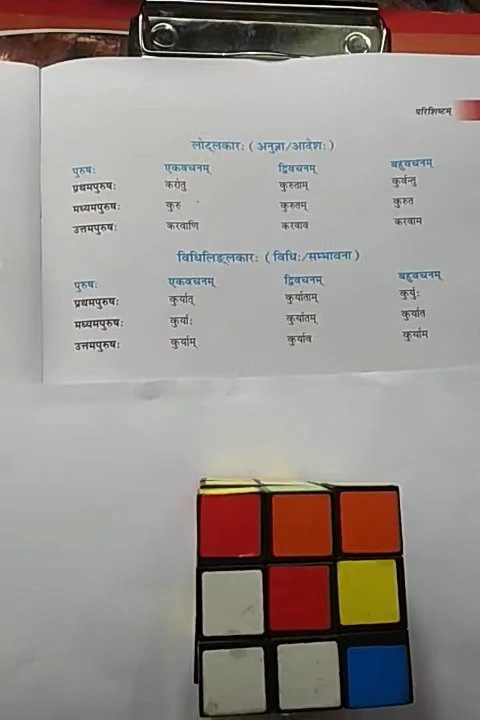 परिशिष्टम्
लोट्लकारः (अनुज्ञा/आदेशः)
पुरुषः एकवचनम् द्विवचनम् बहुवचनम्
प्रथमपुरुषः करोतु कुरुताम् कुर्वन्तु
मध्यमपुरुषः कुरु कुरुतम् कुरुत
उत्तमपुरुषः करवाणि करवाव करवाम
विधिलिङ्लकारः (विधिः/सम्भावना)
पुरुषः एकवचनम् द्विवचनम् बहुवचनम्
प्रथमपुरुषः कुर्यात् कुर्याताम् कुर्युः
मध्यमपुरुषः कुर्याः कुर्यातम् कुर्यात
उत्तमपुरुषः कुर्याम् कुर्याव कुर्याम